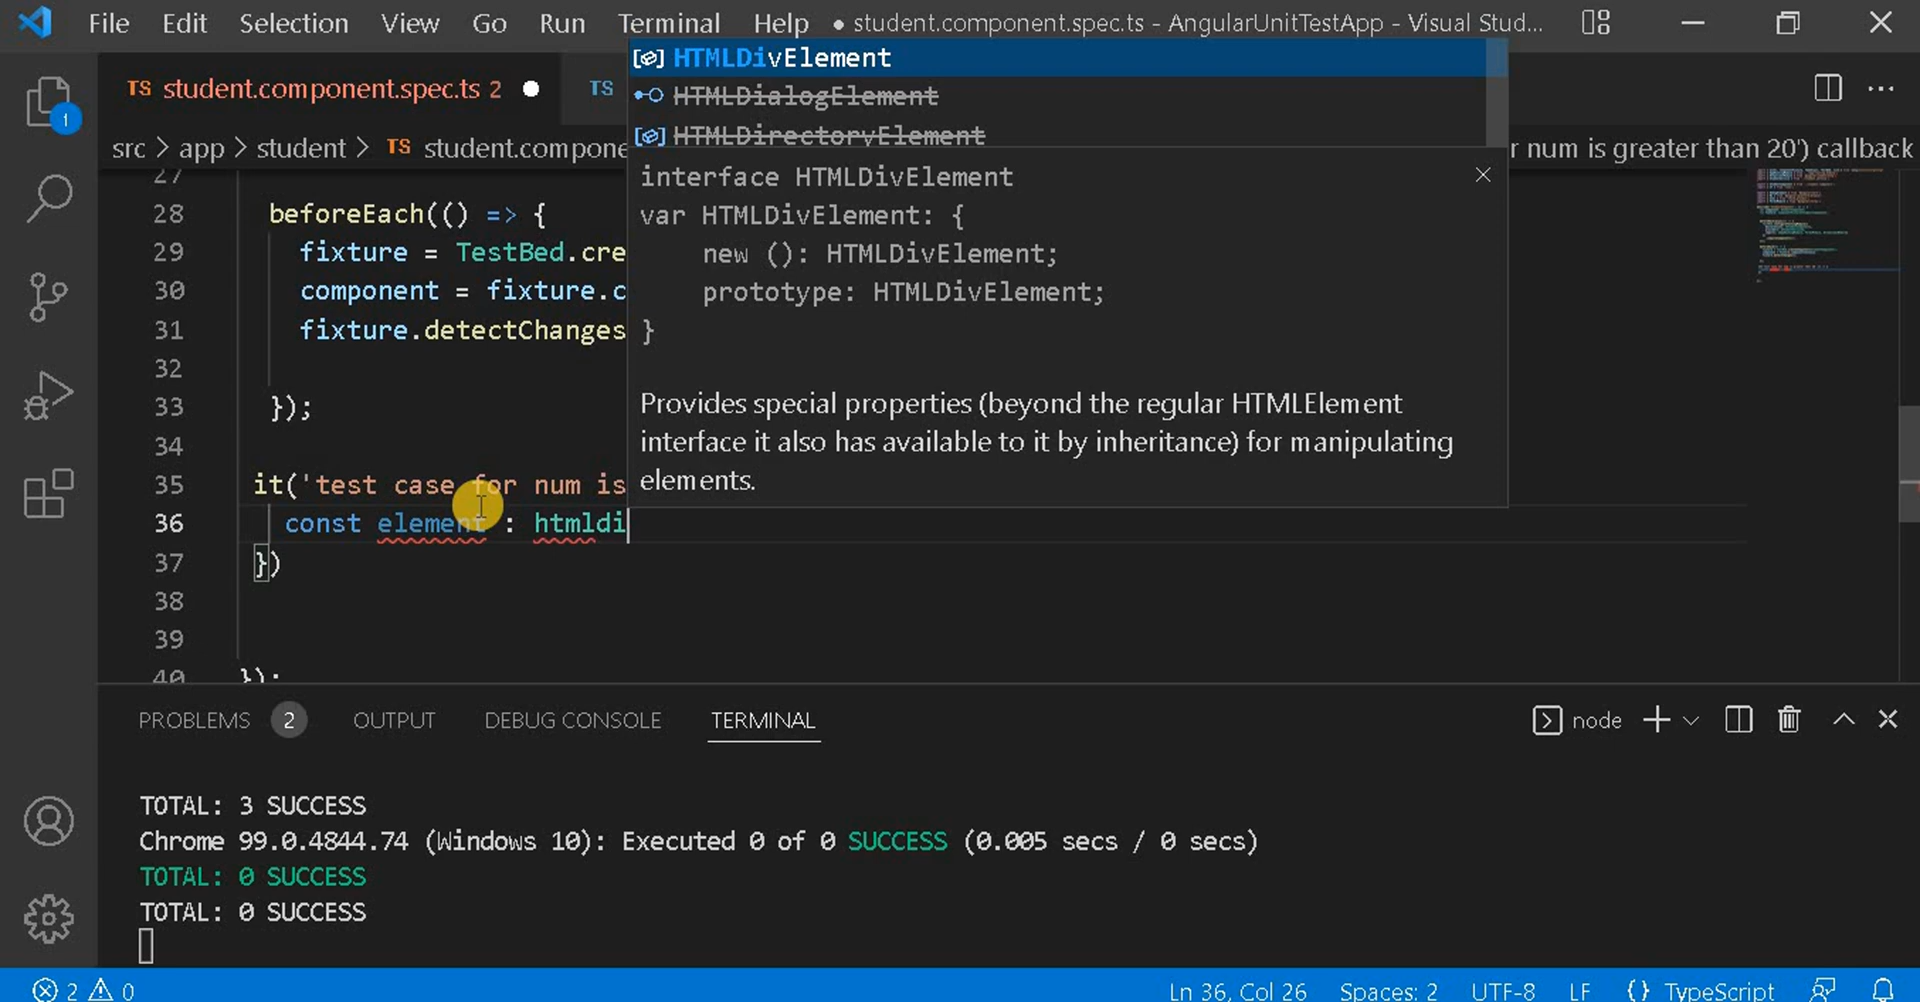 File Edit Selection View Go Run Terminal Help ● student.component.spec.ts - AngularUnitTestApp - Visual Stud...
TS student.component.spec.ts 2 TS
src > app > student > TS student.compone r num is greater than 20') callback
HTMLDivElement
HTMLDialogElement
HTMLDirectoryElement
interface HTMLDivElement
var HTMLDivElement: {
new (): HTMLDivElement;
prototype: HTMLDivElement;
}
Provides special properties (beyond the regular HTMLElement
interface it also has available to it by inheritance) for manipulating
elements.
27
28 beforeEach(() => {
29 fixture = TestBed.cre
30 component = fixture.c
31 fixture.detectChanges
32
33 });
34
35 it('test case for num is
36 const element : htmldi
37 })
38
39
40 });
1
PROBLEMS 2 OUTPUT DEBUG CONSOLE TERMINAL node
TOTAL: 3 SUCCESS
Chrome 99.0.4844.74 (Windows 10): Executed 0 of 0 SUCCESS (0.005 secs / 0 secs)
TOTAL: 0 SUCCESS
TOTAL: 0 SUCCESS
2 0 Ln 36, Col 26 Spaces: 2 UTF-8 LF {} TypeScript